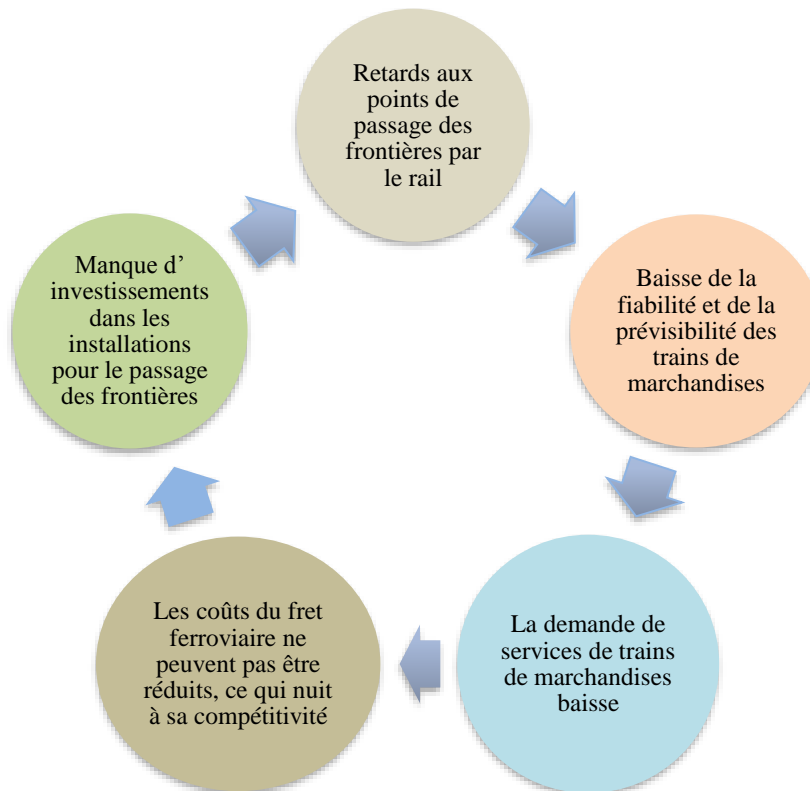 Retards aux
points de
passage des
frontières par
le rail
Baisse de la
fiabilité et de la
prévisibilité des
trains de
marchandises
La demande de
services de trains
de marchandises
baisse
Les coûts du fret
ferroviaire ne
peuvent pas être
réduits, ce qui nuit
à sa compétitivité
Manque d’
investissements
dans les
installations
pour le passage
des frontières